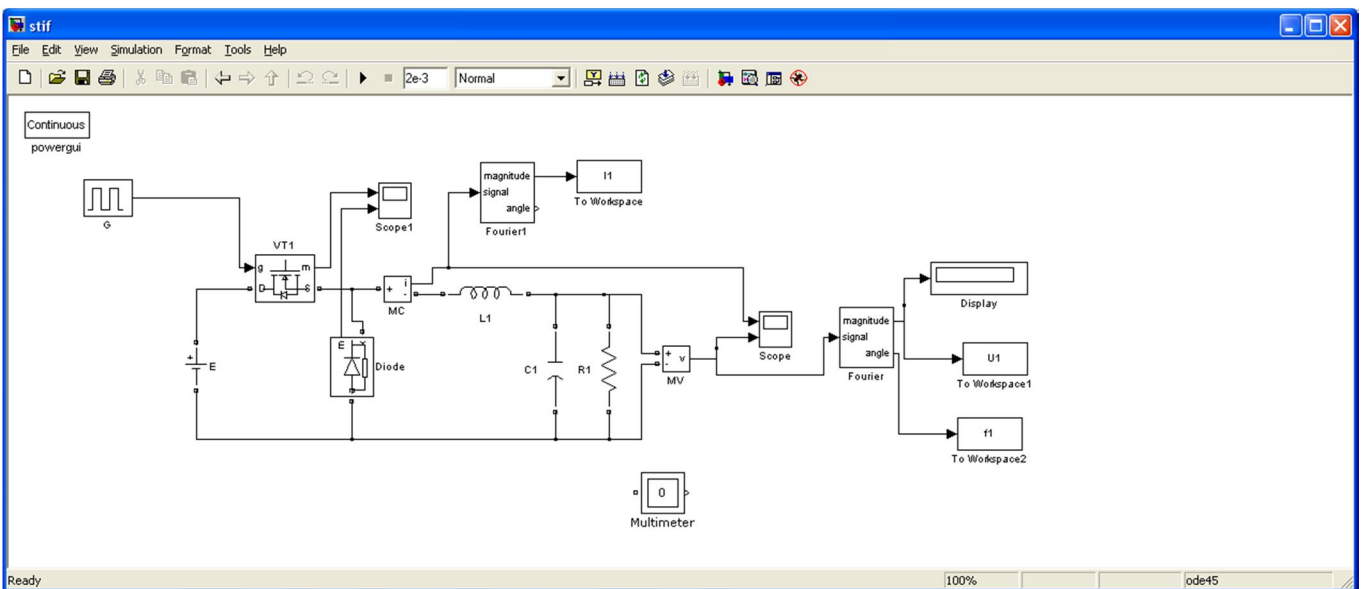 stif
File Edit View Simulation Format Tools Help
2e-3 Normal
Continuous
powergui
G
VT1
g m
D S
E
E K
Diode
Scope1
+ i
-
MC
magnitude
signal
angle
Fourier1
I1
To Workspace
L1
C1
R1
+ v
-
MV
Scope
magnitude
signal
angle
Fourier
Display
U1
To Workspace1
f1
To Workspace2
0
Multimeter
Ready 100% ode45